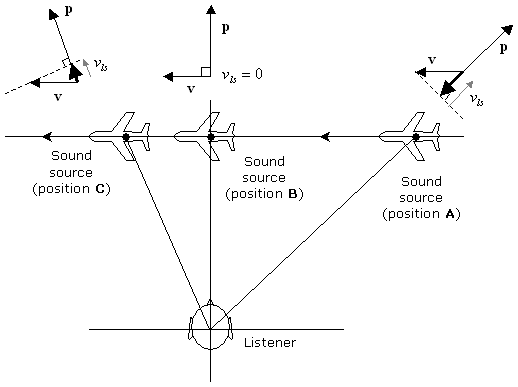 p
v_ls
v
p
v_ls = 0
v
p
v
v_ls
Sound
source
(position C)
Sound
source
(position B)
Sound
source
(position A)
Listener